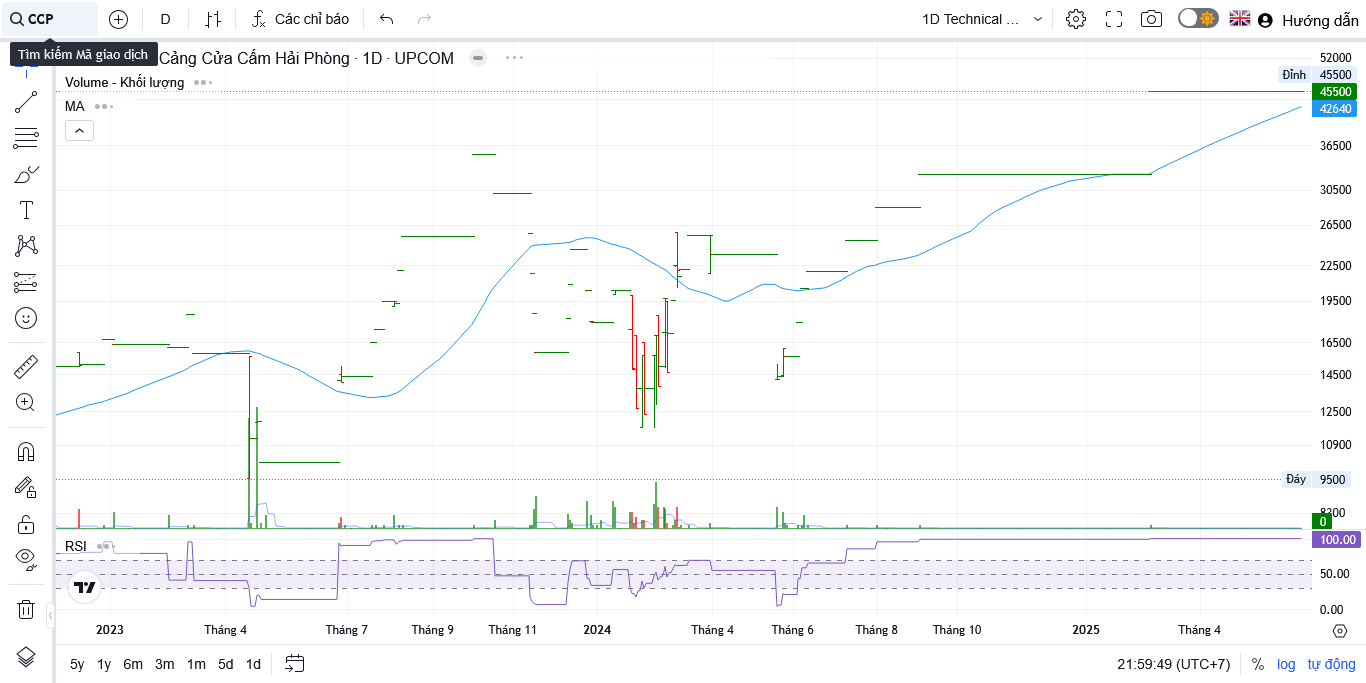 CCP
D
Các chỉ báo
1D Technical ...
Hướng dẫn
Tìm kiếm Mã giao dịch
Cảng Cửa Cấm Hải Phòng · 1D · UPCOM
Volume - Khối lượng
MA
52000
Đỉnh 45500
45500
42640
36500
30500
26500
22500
19500
16500
14500
12500
10900
Đáy 9500
8200
0
RSI
100.00
50.00
0.00
2023 Tháng 4 Tháng 7 Tháng 9 Tháng 11 2024 Tháng 4 Tháng 6 Tháng 8 Tháng 10 2025 Tháng 4
5y 1y 6m 3m 1m 5d 1d
21:59:49 (UTC+7) % log tự động